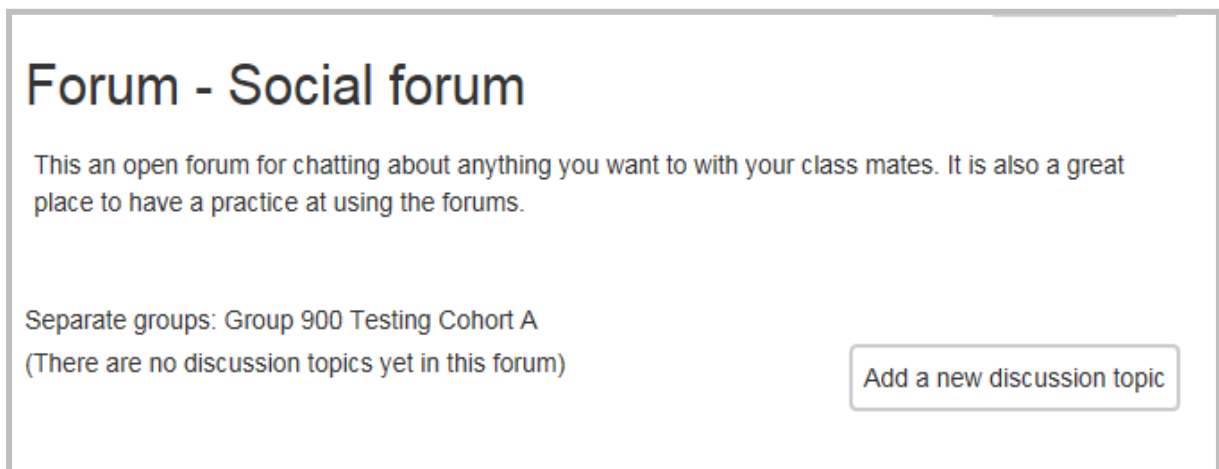 Forum - Social forum
This an open forum for chatting about anything you want to with your class mates. It is also a great
place to have a practice at using the forums.
Separate groups: Group 900 Testing Cohort A
(There are no discussion topics yet in this forum)
Add a new discussion topic